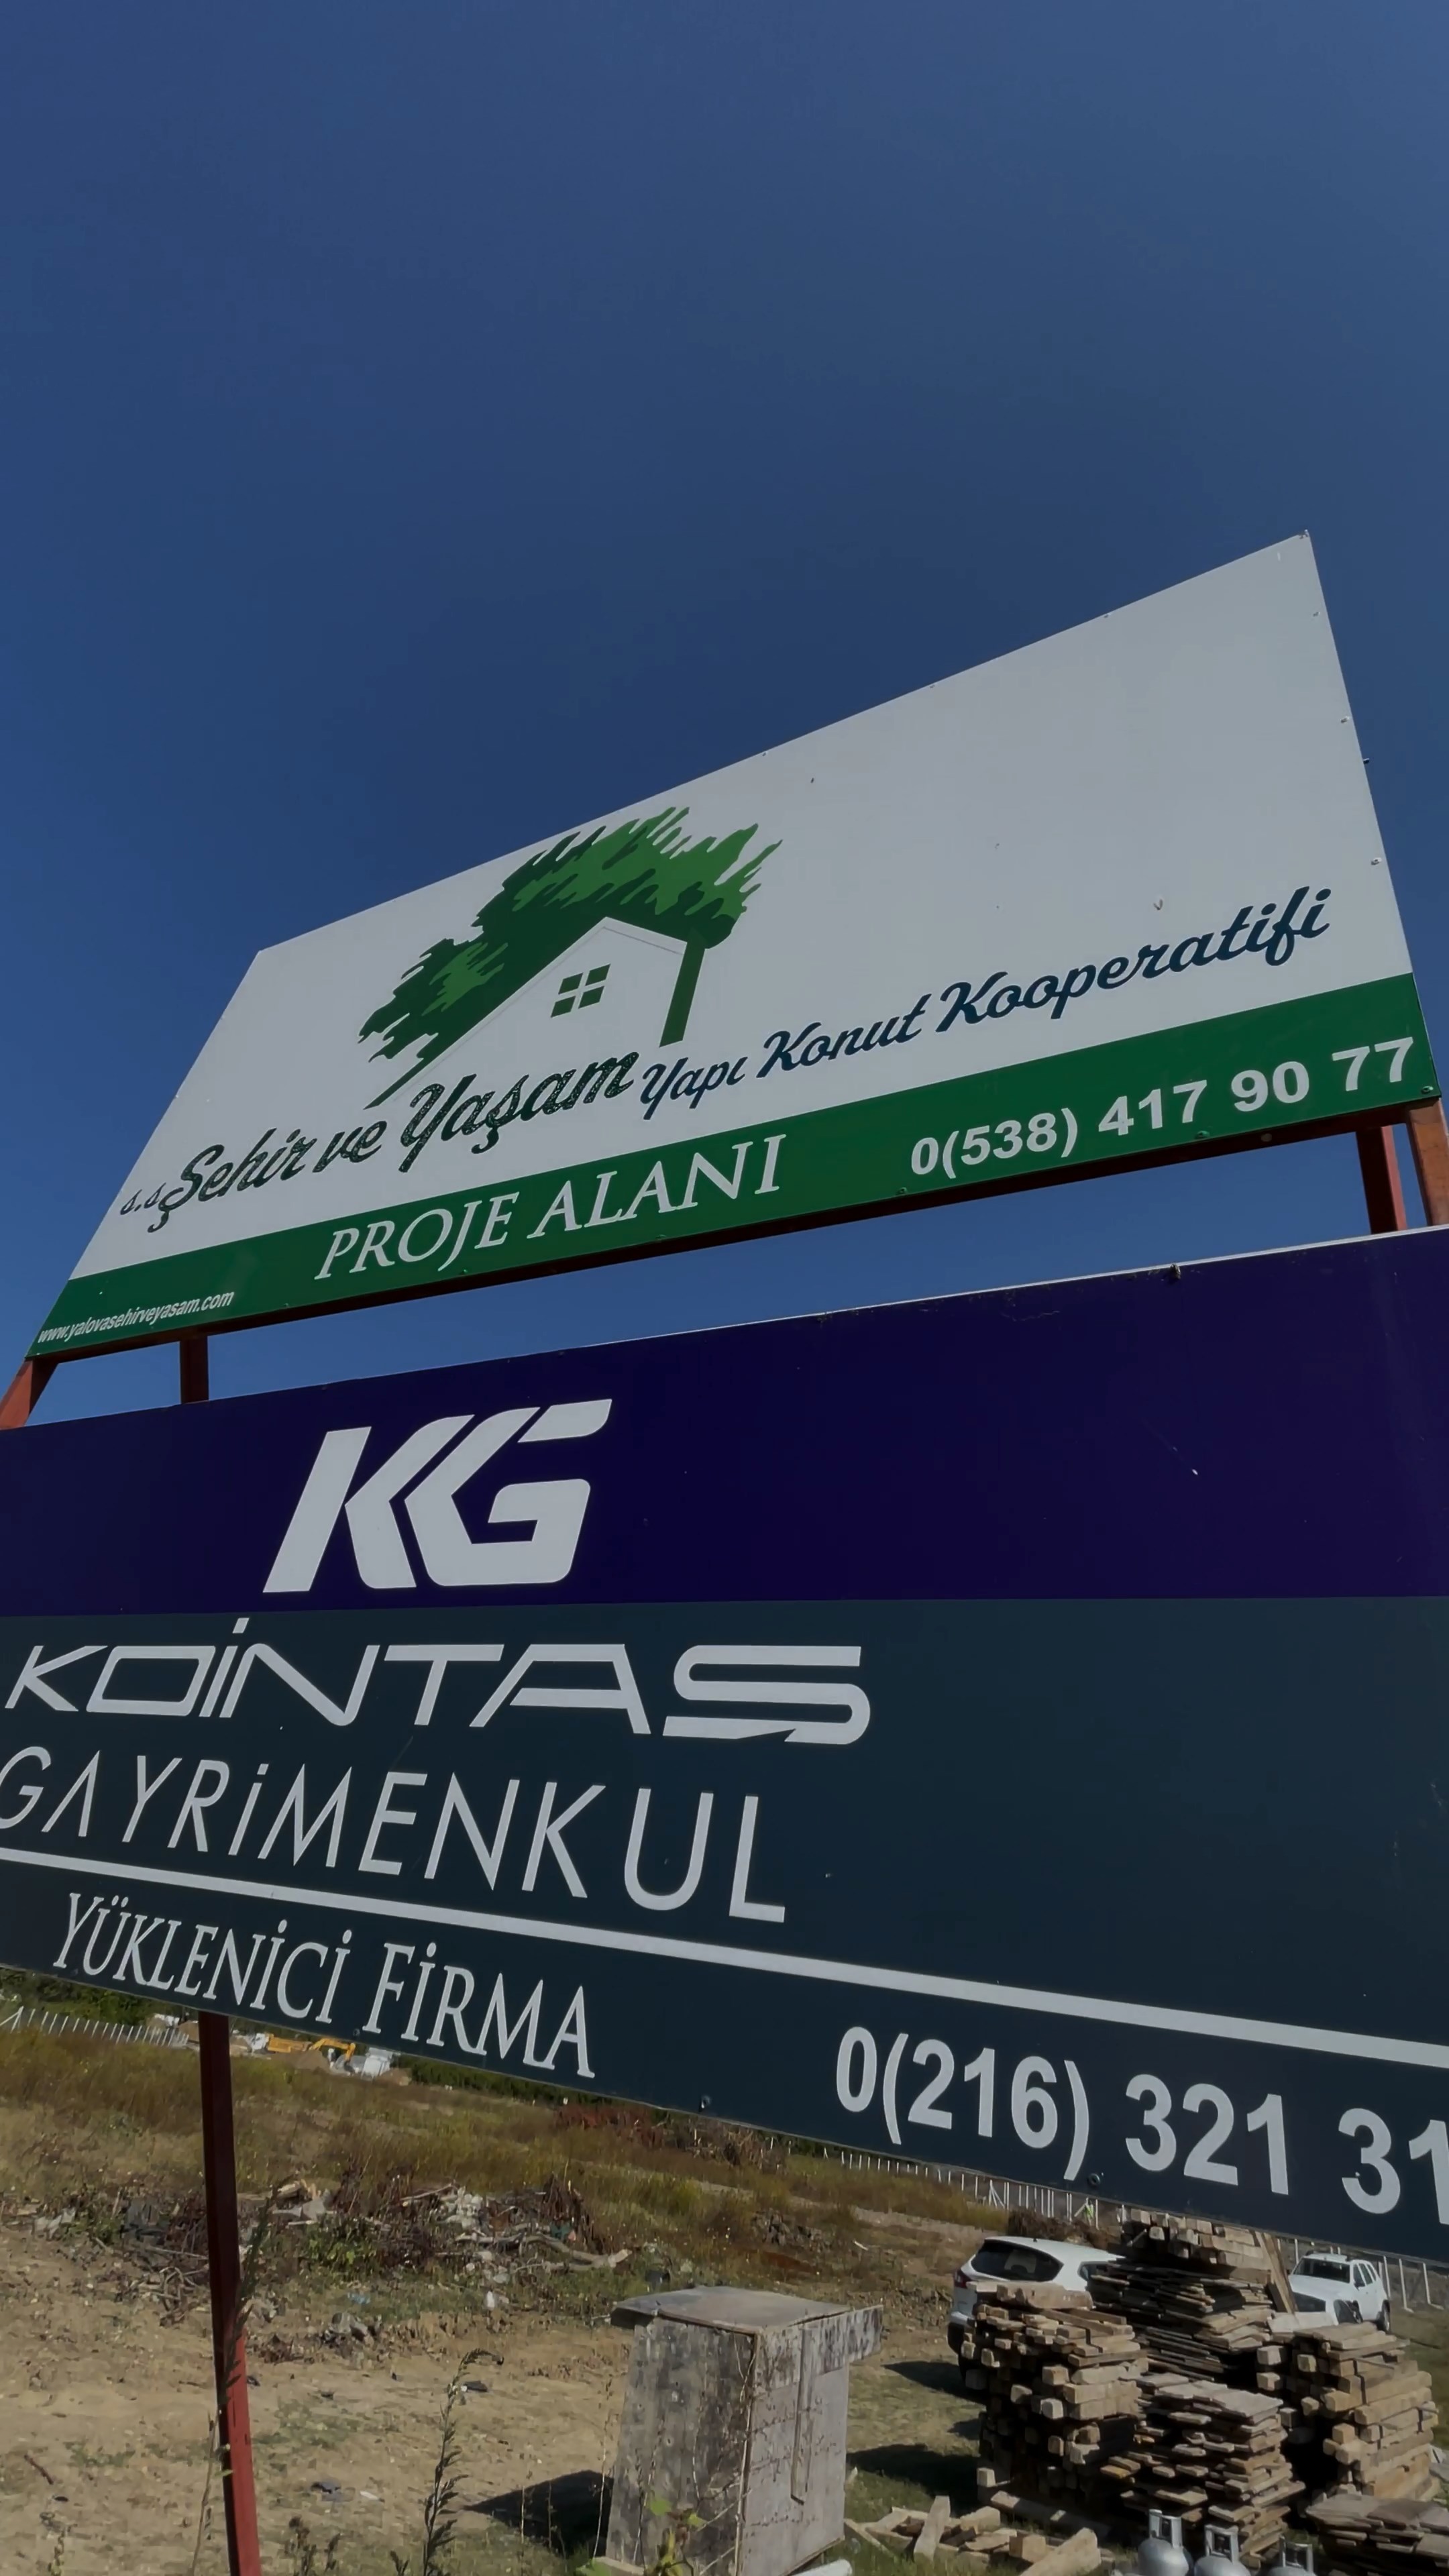 s.s Şehir ve Yaşam Yapı Konut Kooperatifi
PROJE ALANI
0(538) 417 90 77
www.yalovasehirveyasam.com
KG
KOİNTAŞ
GAYRİMENKUL
YÜKLENİCİ FİRMA
0(216) 321 31